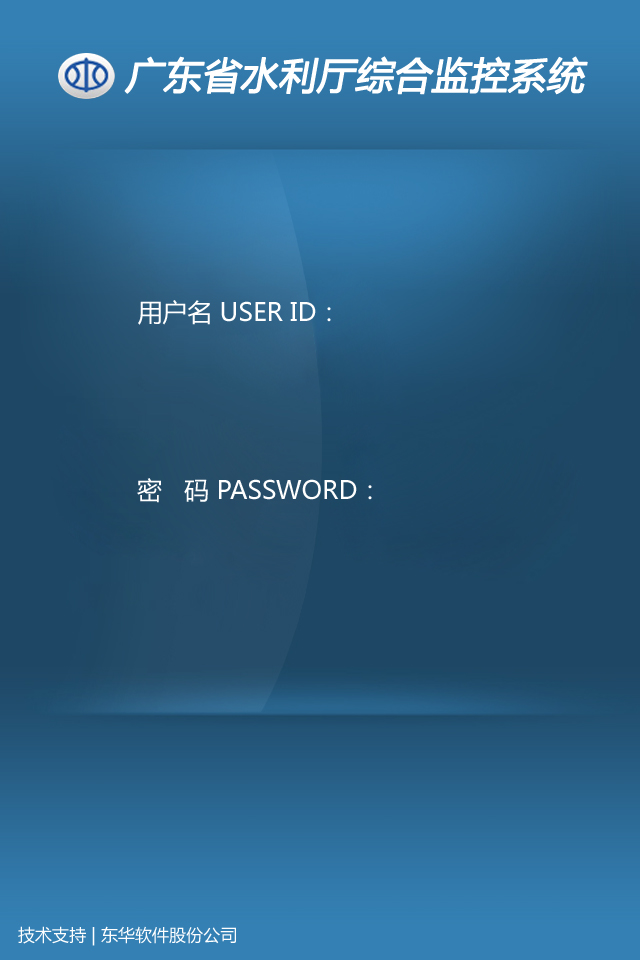 广东省水利厅综合监控系统
用户名 USER ID：
密 码 PASSWORD：
技术支持 | 东华软件股份公司